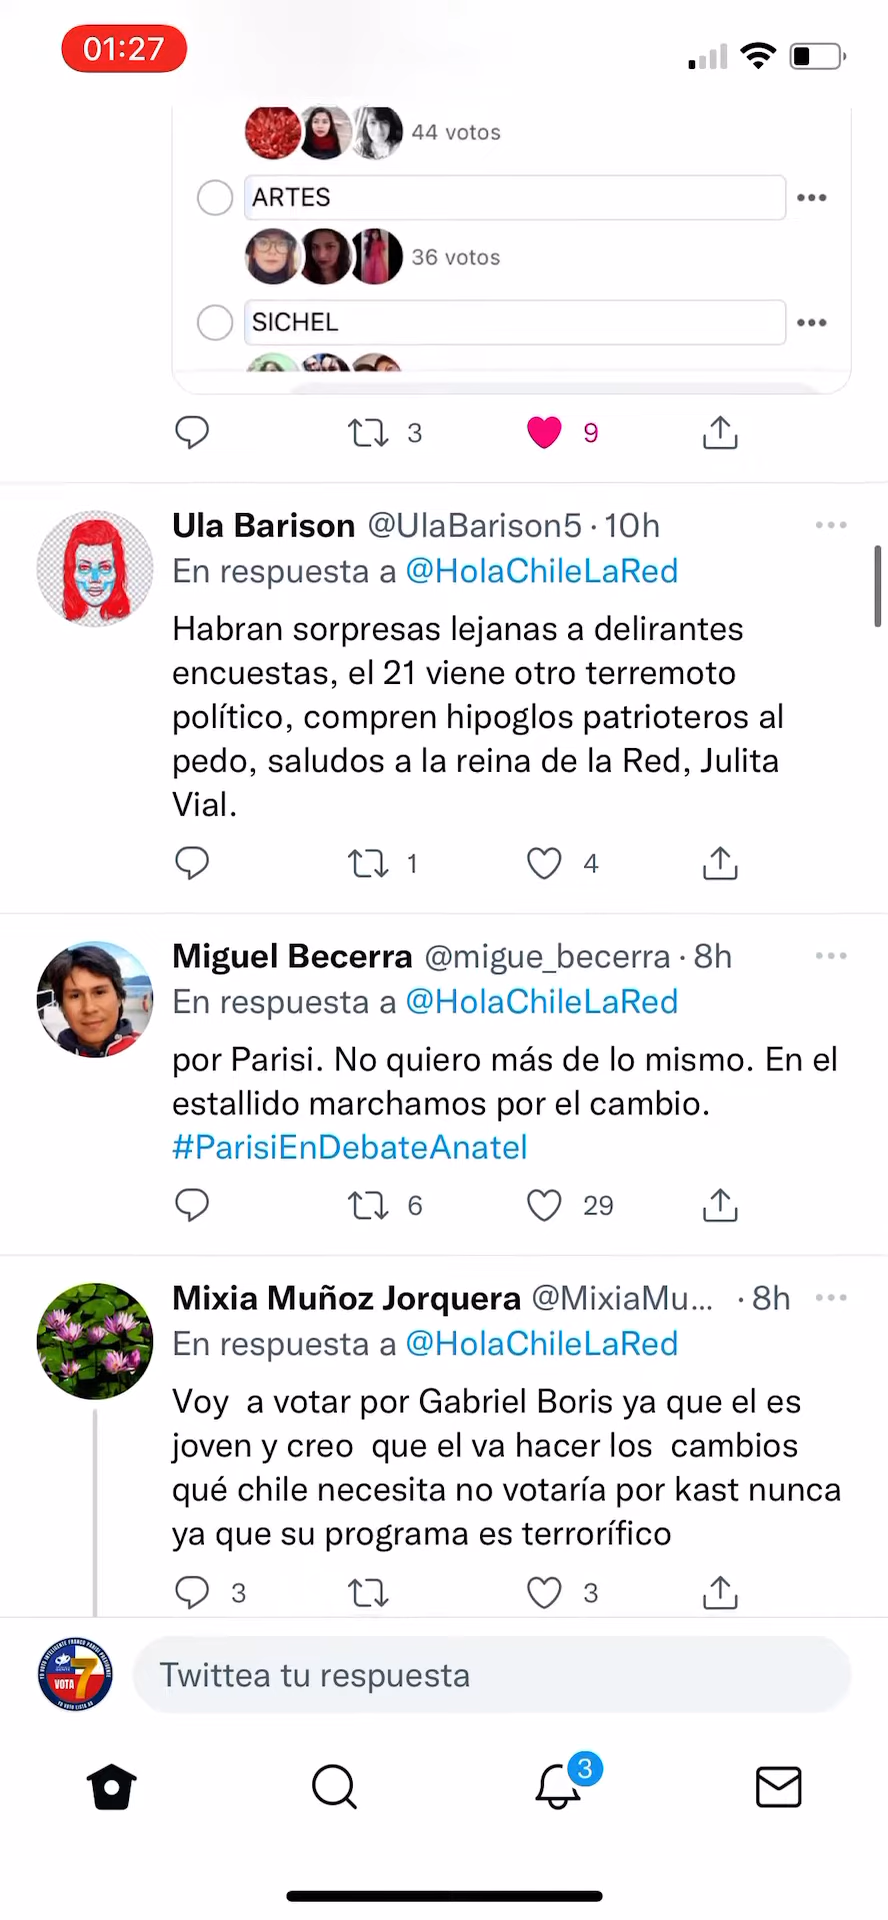 01:27
44 votos
ARTES
36 votos
SICHEL
3
9
Ula Barison @UlaBarison5 · 10h
En respuesta a @HolaChileLaRed
Habran sorpresas lejanas a delirantes
encuestas, el 21 viene otro terremoto
político, compren hipoglos patrioteros al
pedo, saludos a la reina de la Red, Julita
Vial.
1
4
Miguel Becerra @migue_becerra · 8h
En respuesta a @HolaChileLaRed
por Parisi. No quiero más de lo mismo. En el
estallido marchamos por el cambio.
#ParisiEnDebateAnatel
6
29
Mixia Muñoz Jorquera @MixiaMu... · 8h
En respuesta a @HolaChileLaRed
Voy a votar por Gabriel Boris ya que el es
joven y creo que el va hacer los cambios
qué chile necesita no votaría por kast nunca
ya que su programa es terrorífico
3
3
VOTA 7
Twittea tu respuesta
3